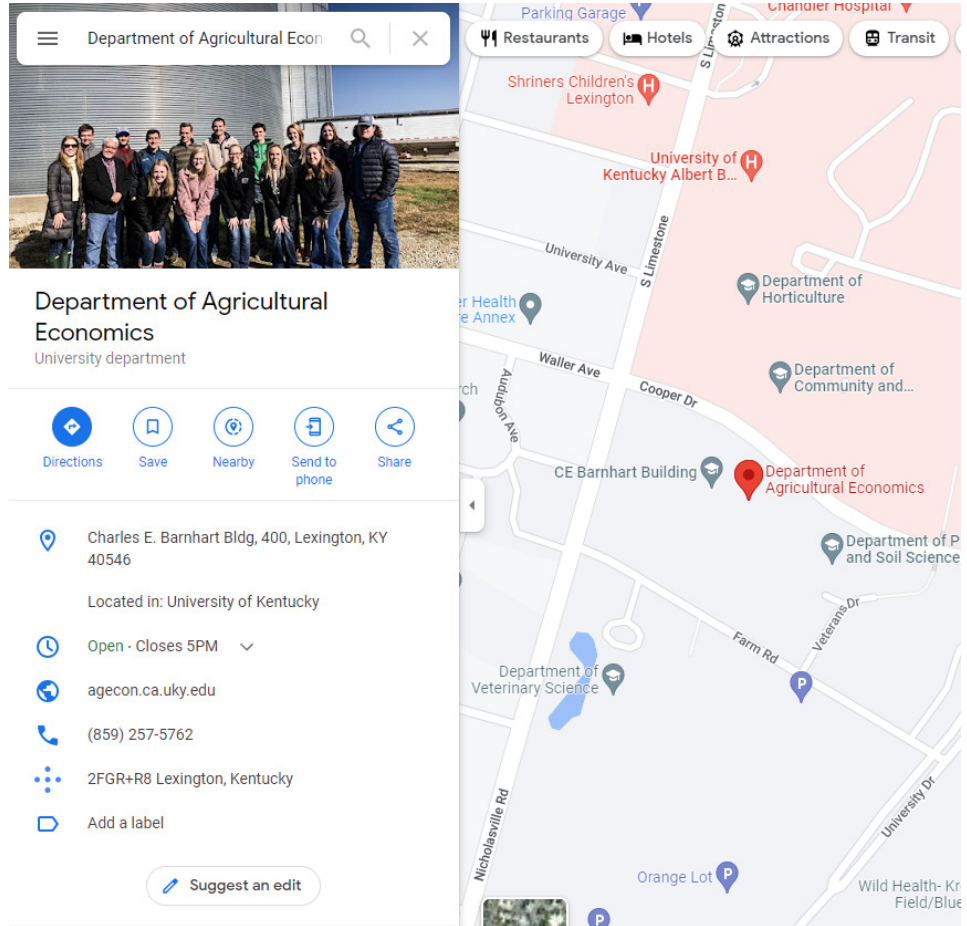 Department of Agricultural Econ
Department of Agricultural
Economics
University department
Directions
Save
Nearby
Send to
phone
Share
Charles E. Barnhart Bldg, 400, Lexington, KY
40546
Located in: University of Kentucky
Open · Closes 5PM
agecon.ca.uky.edu
(859) 257-5762
2FGR+R8 Lexington, Kentucky
Add a label
Suggest an edit
Parking Garage
Chandler Hospital
Restaurants
Hotels
Attractions
Transit
S Limeston
Shriners Children's
Lexington
University of
Kentucky Albert B...
University Ave
S Limestone
Department of
Horticulture
er Health
re Annex
Waller Ave
Cooper Dr
Department of
Community and...
rch
Audubon Ave
CE Barnhart Building
Department of
Agricultural Economics
Department of P
and Soil Science
Veterans Dr
Farm Rd
Department of
Veterinary Science
P
University Dr
Nicholasville Rd
Orange Lot
P
Wild Health- Kr
Field/Blue
P